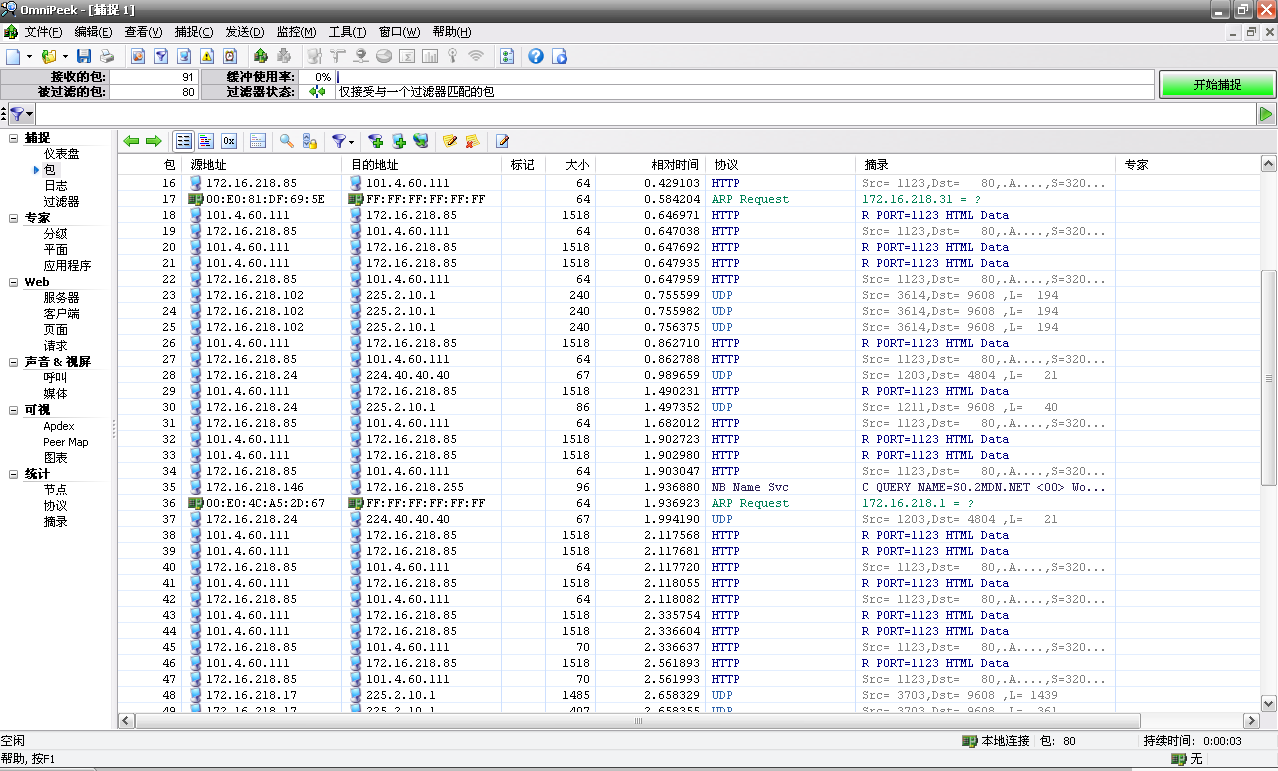 OmniPeek - [捕捉 1]
文件(F) 编辑(E) 查看(V) 捕捉(C) 发送(D) 监控(M) 工具(T) 窗口(W) 帮助(H)
接收的包: 91 缓冲使用率: 0% 开始捕捉
被过滤的包: 80 过滤器状态: 仅接受与一个过滤器匹配的包
捕捉
仪表盘
包
日志
过滤器
专家
分级
平面
应用程序
Web
服务器
客户端
页面
请求
声音 & 视屏
呼叫
媒体
可视
Apdex
Peer Map
图表
统计
节点
协议
摘录
包 源地址 目的地址 标记 大小 相对时间 协议 摘录 专家
16 172.16.218.85 101.4.60.111 64 0.429103 HTTP Src= 1123,Dst= 80,.A....,S=320...
17 00:E0:81:DF:69:5E FF:FF:FF:FF:FF:FF 64 0.584204 ARP Request 172.16.218.31 = ?
18 101.4.60.111 172.16.218.85 1518 0.646971 HTTP R PORT=1123 HTML Data
19 172.16.218.85 101.4.60.111 64 0.647038 HTTP Src= 1123,Dst= 80,.A....,S=320...
20 101.4.60.111 172.16.218.85 1518 0.647692 HTTP R PORT=1123 HTML Data
21 101.4.60.111 172.16.218.85 1518 0.647935 HTTP R PORT=1123 HTML Data
22 172.16.218.85 101.4.60.111 64 0.647959 HTTP Src= 1123,Dst= 80,.A....,S=320...
23 172.16.218.102 225.2.10.1 240 0.755599 UDP Src= 3614,Dst= 9608 ,L= 194
24 172.16.218.102 225.2.10.1 240 0.755982 UDP Src= 3614,Dst= 9608 ,L= 194
25 172.16.218.102 225.2.10.1 240 0.756375 UDP Src= 3614,Dst= 9608 ,L= 194
26 101.4.60.111 172.16.218.85 1518 0.862710 HTTP R PORT=1123 HTML Data
27 172.16.218.85 101.4.60.111 64 0.862788 HTTP Src= 1123,Dst= 80,.A....,S=320...
28 172.16.218.24 224.40.40.40 67 0.989659 UDP Src= 1203,Dst= 4804 ,L= 21
29 101.4.60.111 172.16.218.85 1518 1.490231 HTTP R PORT=1123 HTML Data
30 172.16.218.24 225.2.10.1 86 1.497352 UDP Src= 1211,Dst= 9608 ,L= 40
31 172.16.218.85 101.4.60.111 64 1.682012 HTTP Src= 1123,Dst= 80,.A....,S=320...
32 101.4.60.111 172.16.218.85 1518 1.902723 HTTP R PORT=1123 HTML Data
33 101.4.60.111 172.16.218.85 1518 1.902980 HTTP R PORT=1123 HTML Data
34 172.16.218.85 101.4.60.111 64 1.903047 HTTP Src= 1123,Dst= 80,.A....,S=320...
35 172.16.218.146 172.16.218.255 96 1.936880 NB Name Svc C QUERY NAME=S0.2MDN.NET <00> Wo...
36 00:E0:4C:A5:2D:67 FF:FF:FF:FF:FF:FF 64 1.936923 ARP Request 172.16.218.1 = ?
37 172.16.218.24 224.40.40.40 67 1.994190 UDP Src= 1203,Dst= 4804 ,L= 21
38 101.4.60.111 172.16.218.85 1518 2.117568 HTTP R PORT=1123 HTML Data
39 101.4.60.111 172.16.218.85 1518 2.117681 HTTP R PORT=1123 HTML Data
40 172.16.218.85 101.4.60.111 64 2.117720 HTTP Src= 1123,Dst= 80,.A....,S=320...
41 101.4.60.111 172.16.218.85 1518 2.118055 HTTP R PORT=1123 HTML Data
42 172.16.218.85 101.4.60.111 64 2.118082 HTTP Src= 1123,Dst= 80,.A....,S=320...
43 101.4.60.111 172.16.218.85 1518 2.335754 HTTP R PORT=1123 HTML Data
44 101.4.60.111 172.16.218.85 1518 2.336604 HTTP R PORT=1123 HTML Data
45 172.16.218.85 101.4.60.111 70 2.336637 HTTP Src= 1123,Dst= 80,.A....,S=320...
46 101.4.60.111 172.16.218.85 1518 2.561893 HTTP R PORT=1123 HTML Data
47 172.16.218.85 101.4.60.111 70 2.561993 HTTP Src= 1123,Dst= 80,.A....,S=320...
48 172.16.218.17 225.2.10.1 1485 2.658329 UDP Src= 3703,Dst= 9608 ,L= 1439
49 172.16.218.17 225.2.10.1 407 2.658355 UDP Src= 3703,Dst= 9608 ,L= 361
空闲 本地连接 包: 80 持续时间: 0:00:03
帮助, 按F1 无